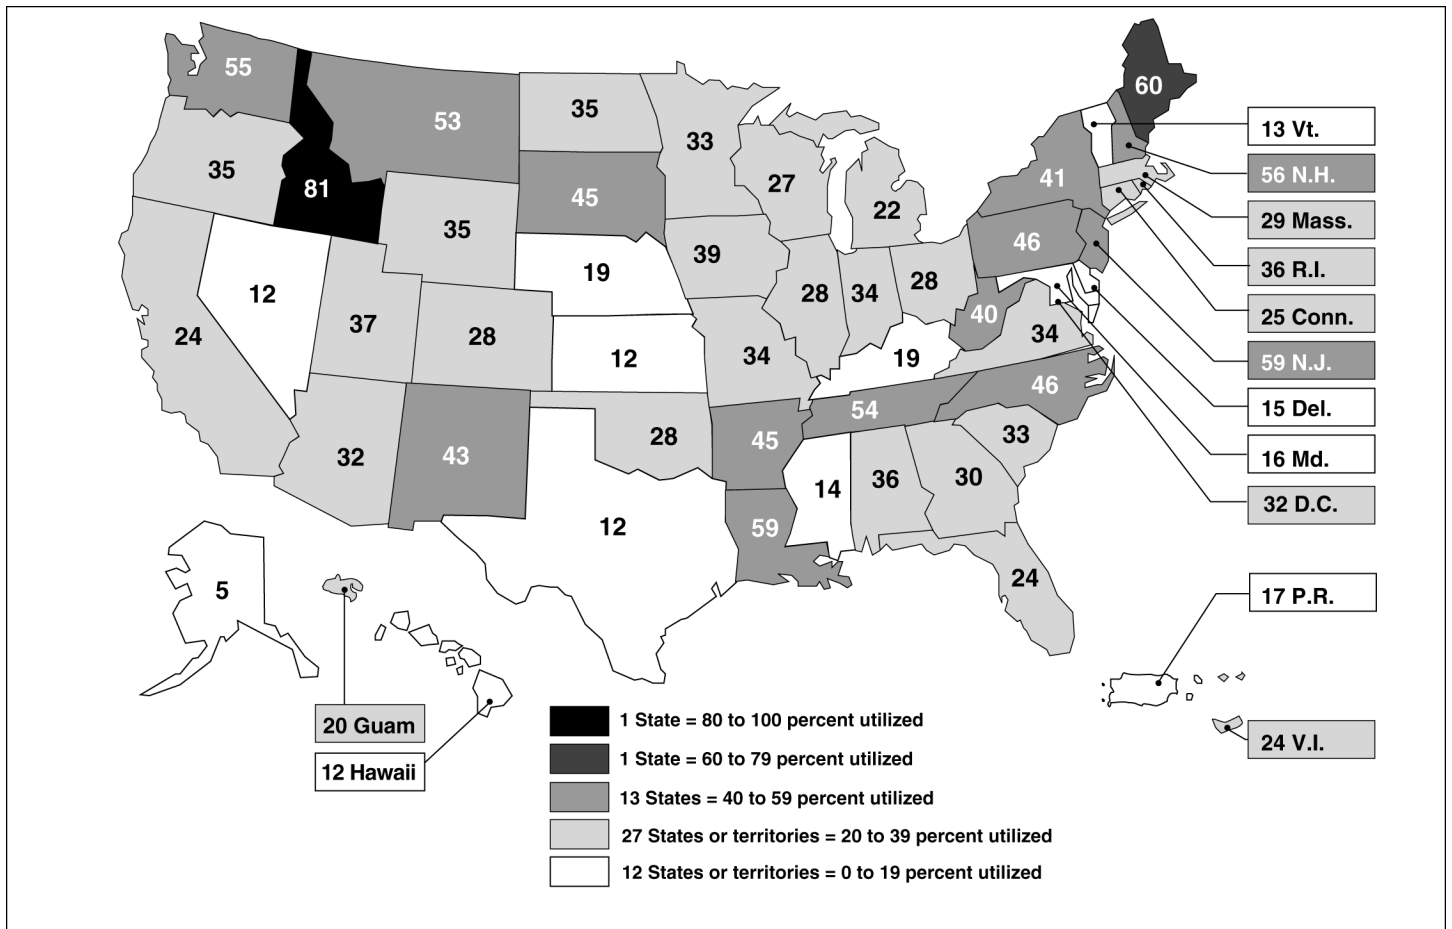 60
55
35
53
33
13 Vt.
35
81
45
27
22
41
56 N.H.
29 Mass.
35
39
46
36 R.I.
12
19
28
34
28
40
25 Conn.
24
37
28
12
34
19
34
59 N.J.
54
46
15 Del.
32
43
28
45
33
16 Md.
14
36
30
32 D.C.
12
59
5
24
17 P.R.
20 Guam
12 Hawaii
24 V.I.
1 State = 80 to 100 percent utilized
1 State = 60 to 79 percent utilized
13 States = 40 to 59 percent utilized
27 States or territories = 20 to 39 percent utilized
12 States or territories = 0 to 19 percent utilized